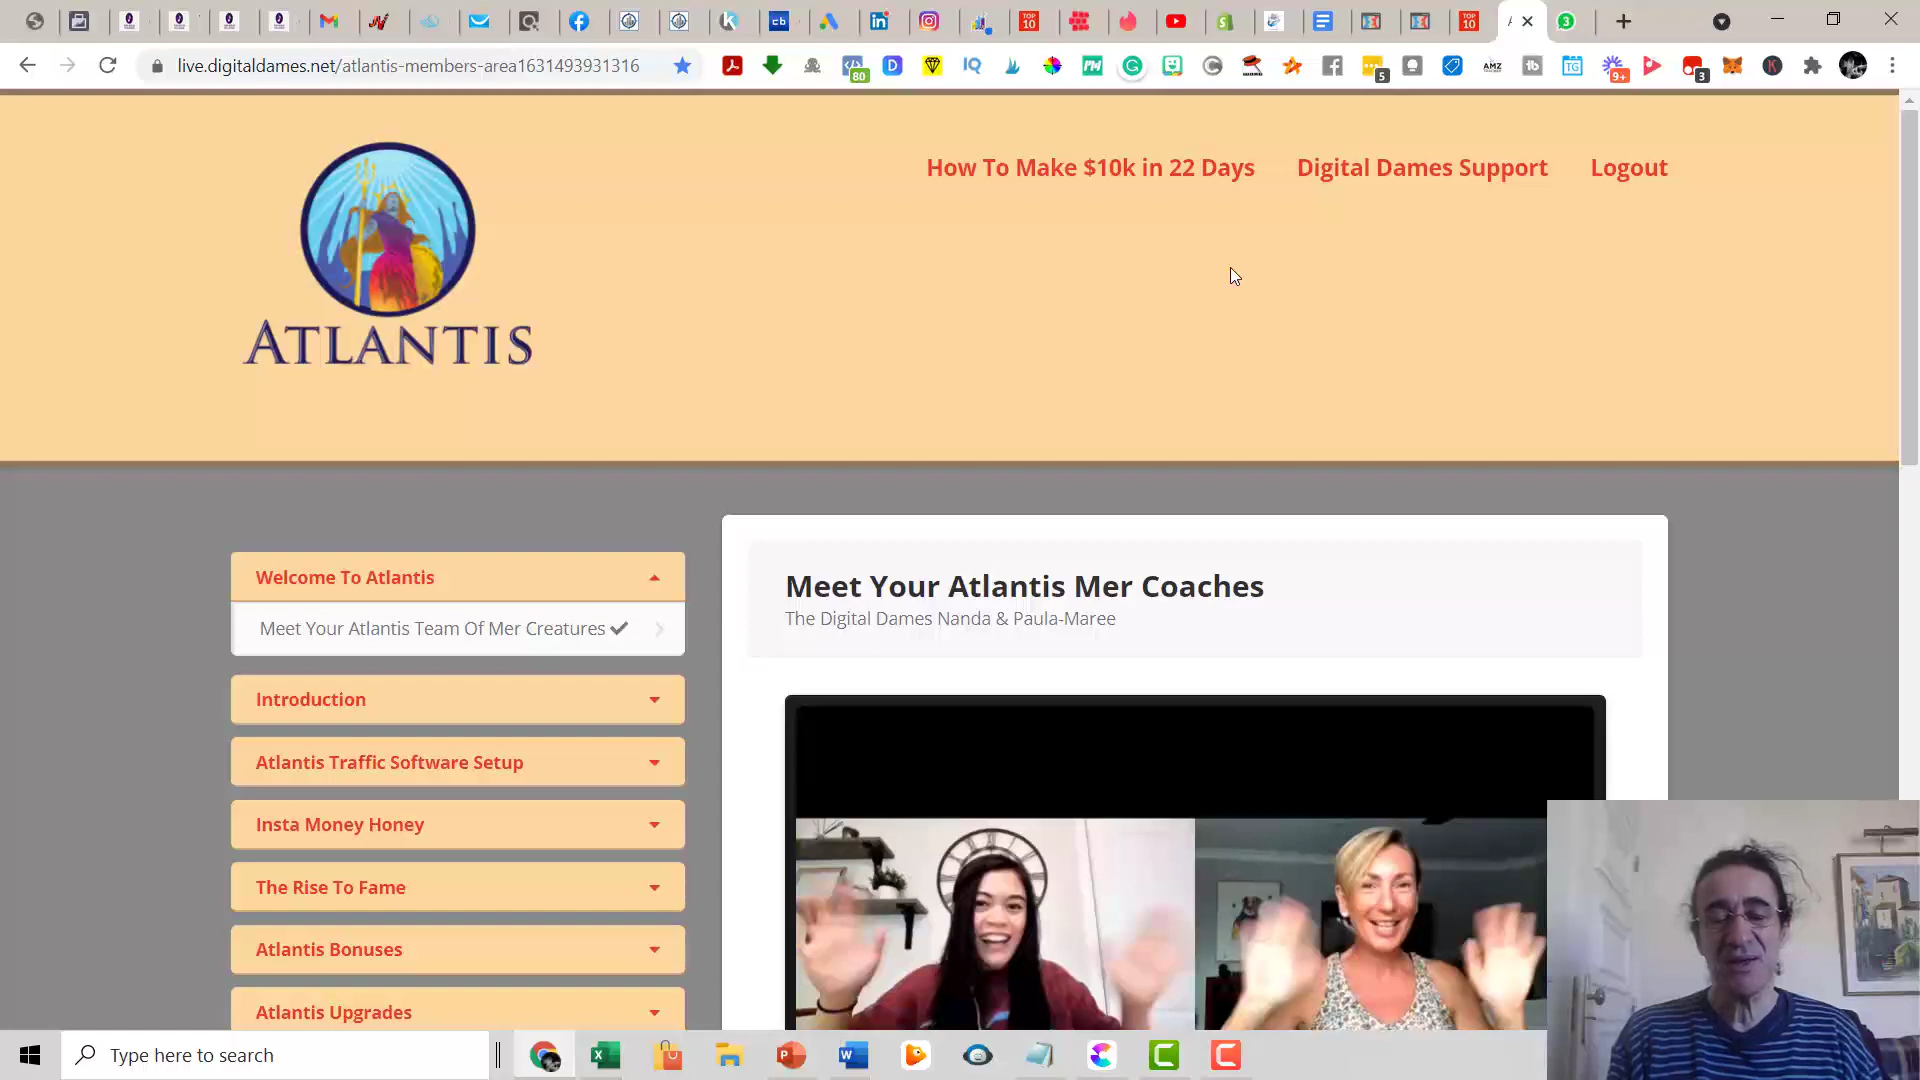 live.digitaldames.net/atlantis-members-area1631493931316
How To Make $10k in 22 Days
Digital Dames Support
Logout
ATLANTIS
Welcome To Atlantis
Meet Your Atlantis Team Of Mer Creatures
Introduction
Atlantis Traffic Software Setup
Insta Money Honey
The Rise To Fame
Atlantis Bonuses
Atlantis Upgrades
Meet Your Atlantis Mer Coaches
The Digital Dames Nanda & Paula-Maree
Type here to search